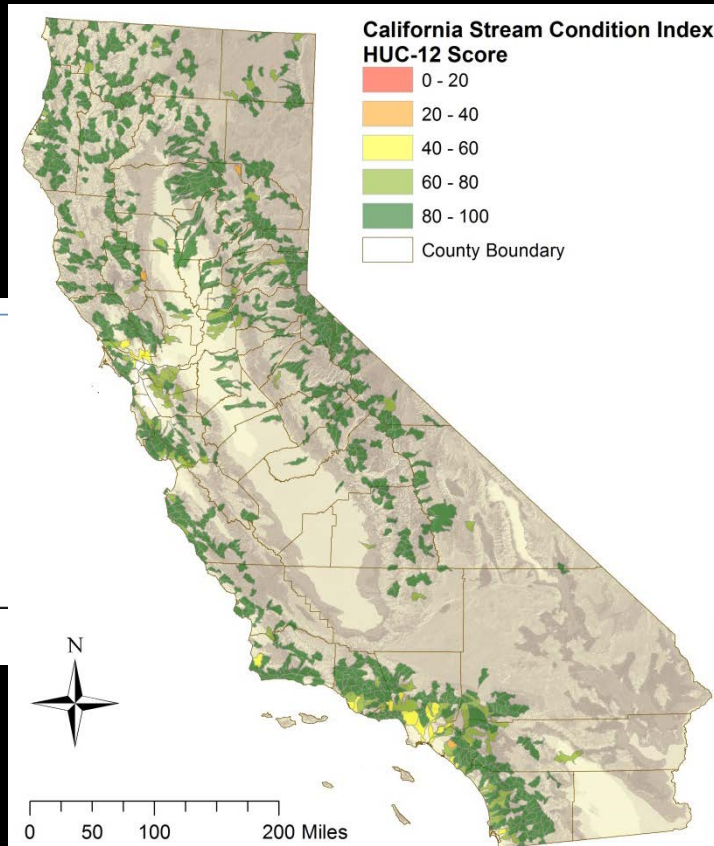 California Stream Condition Index
HUC-12 Score
0 - 20
20 - 40
40 - 60
60 - 80
80 - 100
County Boundary
N
0 50 100 200 Miles